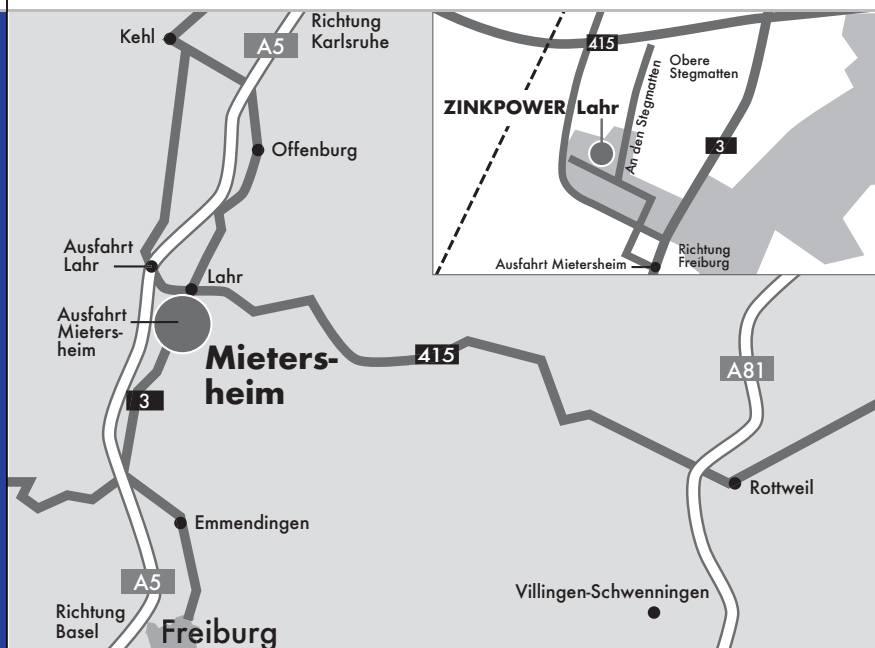 Kehl
A5
Richtung
Karlsruhe
Offenburg
Ausfahrt
Lahr
Lahr
Ausfahrt
Mieters-
heim
Mieters-
heim
3
415
A81
Rottweil
Emmendingen
A5
Richtung
Basel
Freiburg
Villingen-Schwenningen
415
Obere
Stegmatten
ZINKPOWER Lahr
An den Stegmatten
3
Richtung
Freiburg
Ausfahrt Mietersheim